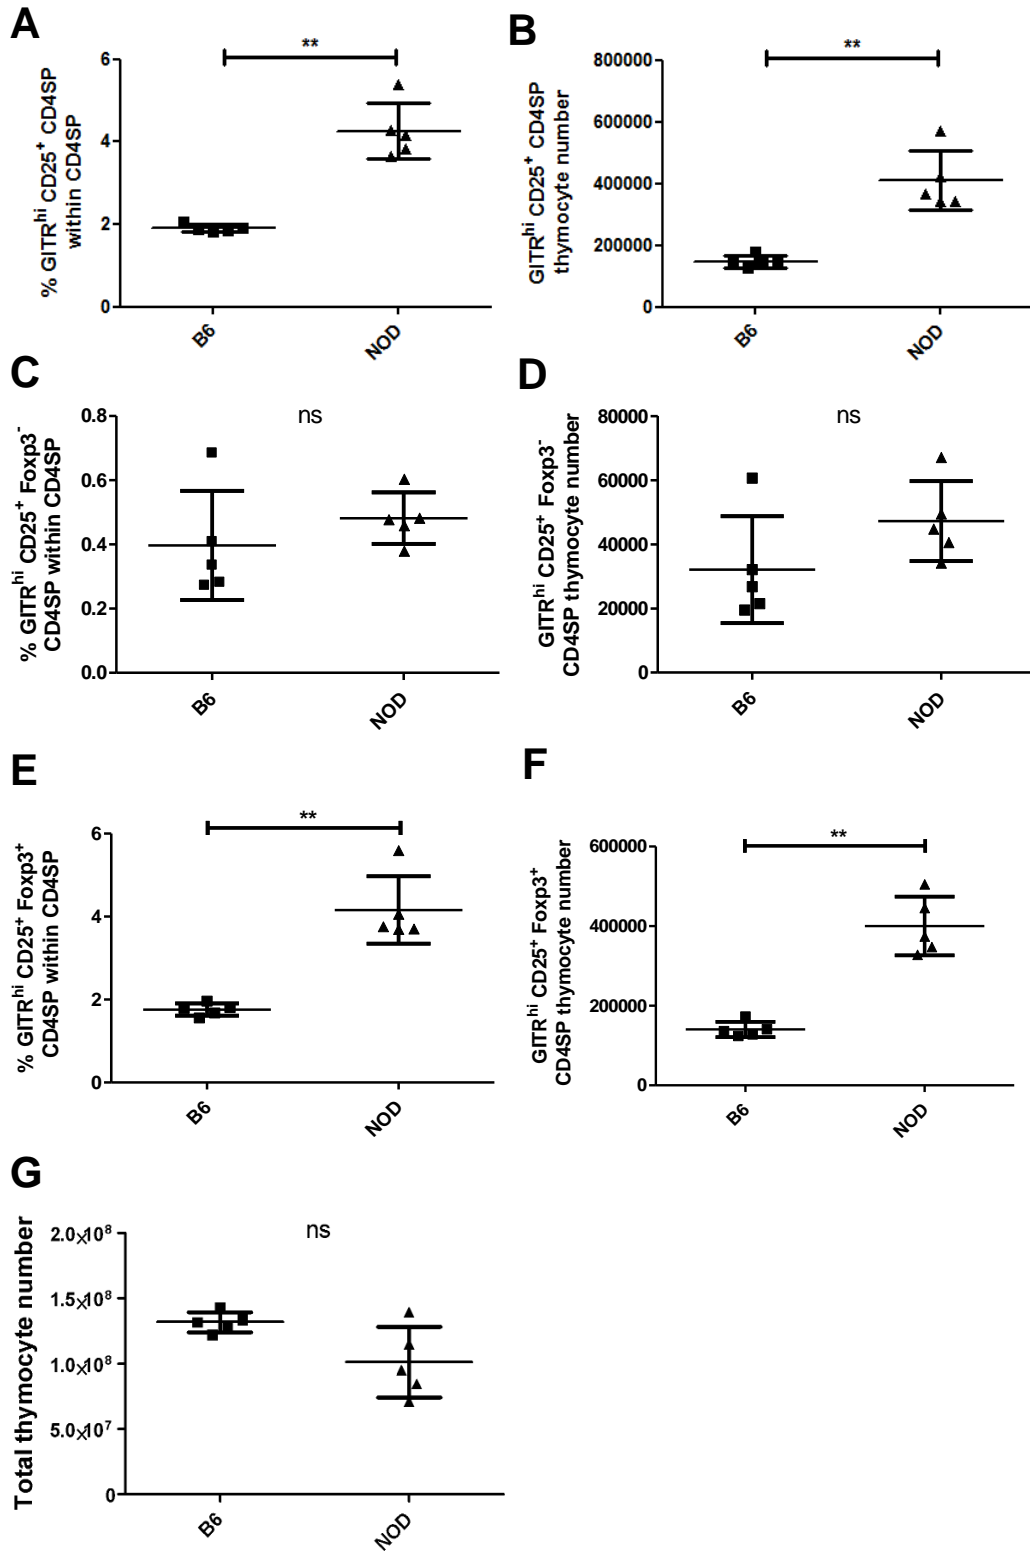 A
% GITRhi CD25+ CD4SP
within CD4SP
**
6
4
2
0
B6
NOD
B
GITRhi CD25+ CD4SP
thymocyte number
**
800000
600000
400000
200000
0
B6
NOD
C
% GITRhi CD25+ Foxp3-
CD4SP within CD4SP
ns
0.8
0.6
0.4
0.2
0.0
B6
NOD
D
GITRhi CD25+ Foxp3-
CD4SP thymocyte number
ns
80000
60000
40000
20000
0
B6
NOD
E
% GITRhi CD25+ Foxp3+
CD4SP within CD4SP
**
6
4
2
0
B6
NOD
F
GITRhi CD25+ Foxp3+
CD4SP thymocyte number
**
600000
400000
200000
0
B6
NOD
G
Total thymocyte number
ns
2.0×10⁸
1.5×10⁸
1.0×10⁸
5.0×10⁷
0
B6
NOD